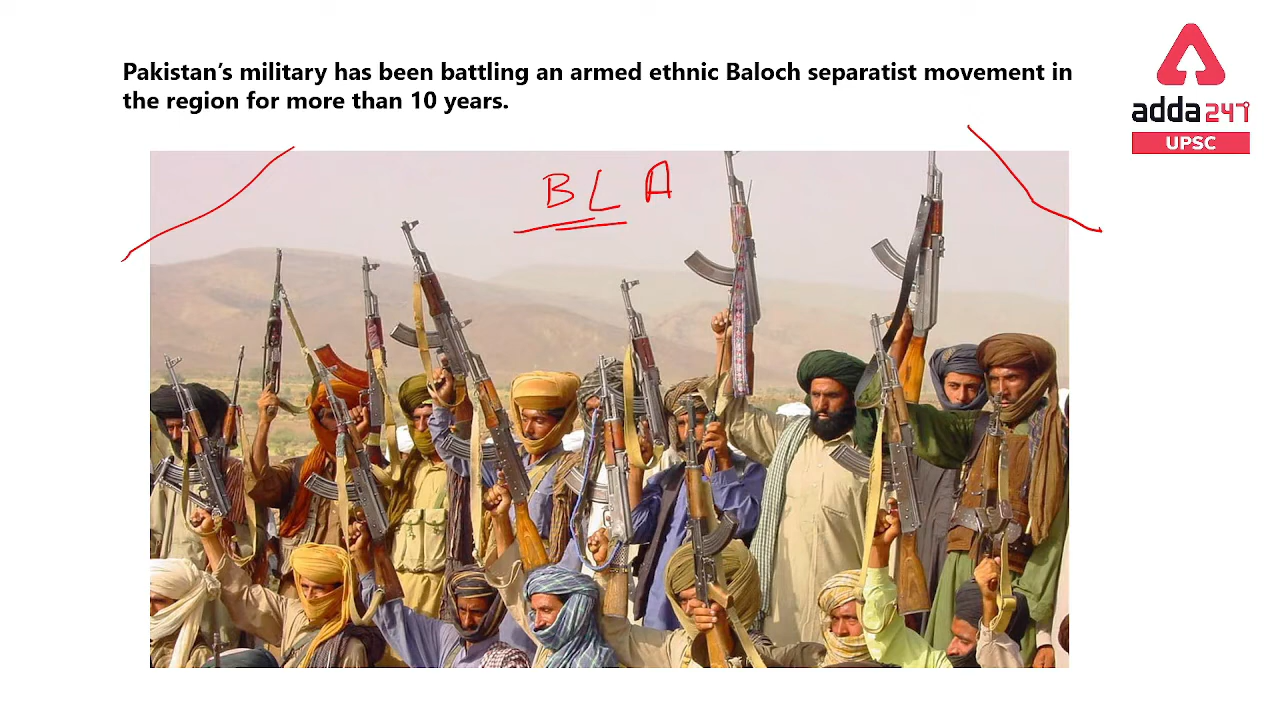 Pakistan's military has been battling an armed ethnic Baloch separatist movement in
the region for more than 10 years.
adda247
UPSC
BLA